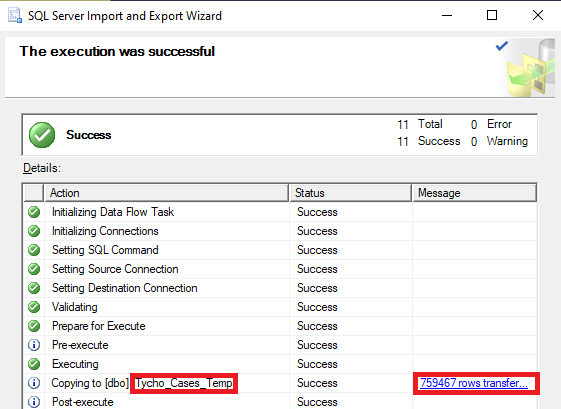 SQL Server Import and Export Wizard
The execution was successful
Success
11 Total 0 Error
11 Success 0 Warning
Details:
Action Status Message
Initializing Data Flow Task Success
Initializing Connections Success
Setting SQL Command Success
Setting Source Connection Success
Setting Destination Connection Success
Validating Success
Prepare for Execute Success
Pre-execute Success
Executing Success
Copying to [dbo] Tycho_Cases_Temp Success 759467 rows transfer...
Post-execute Success